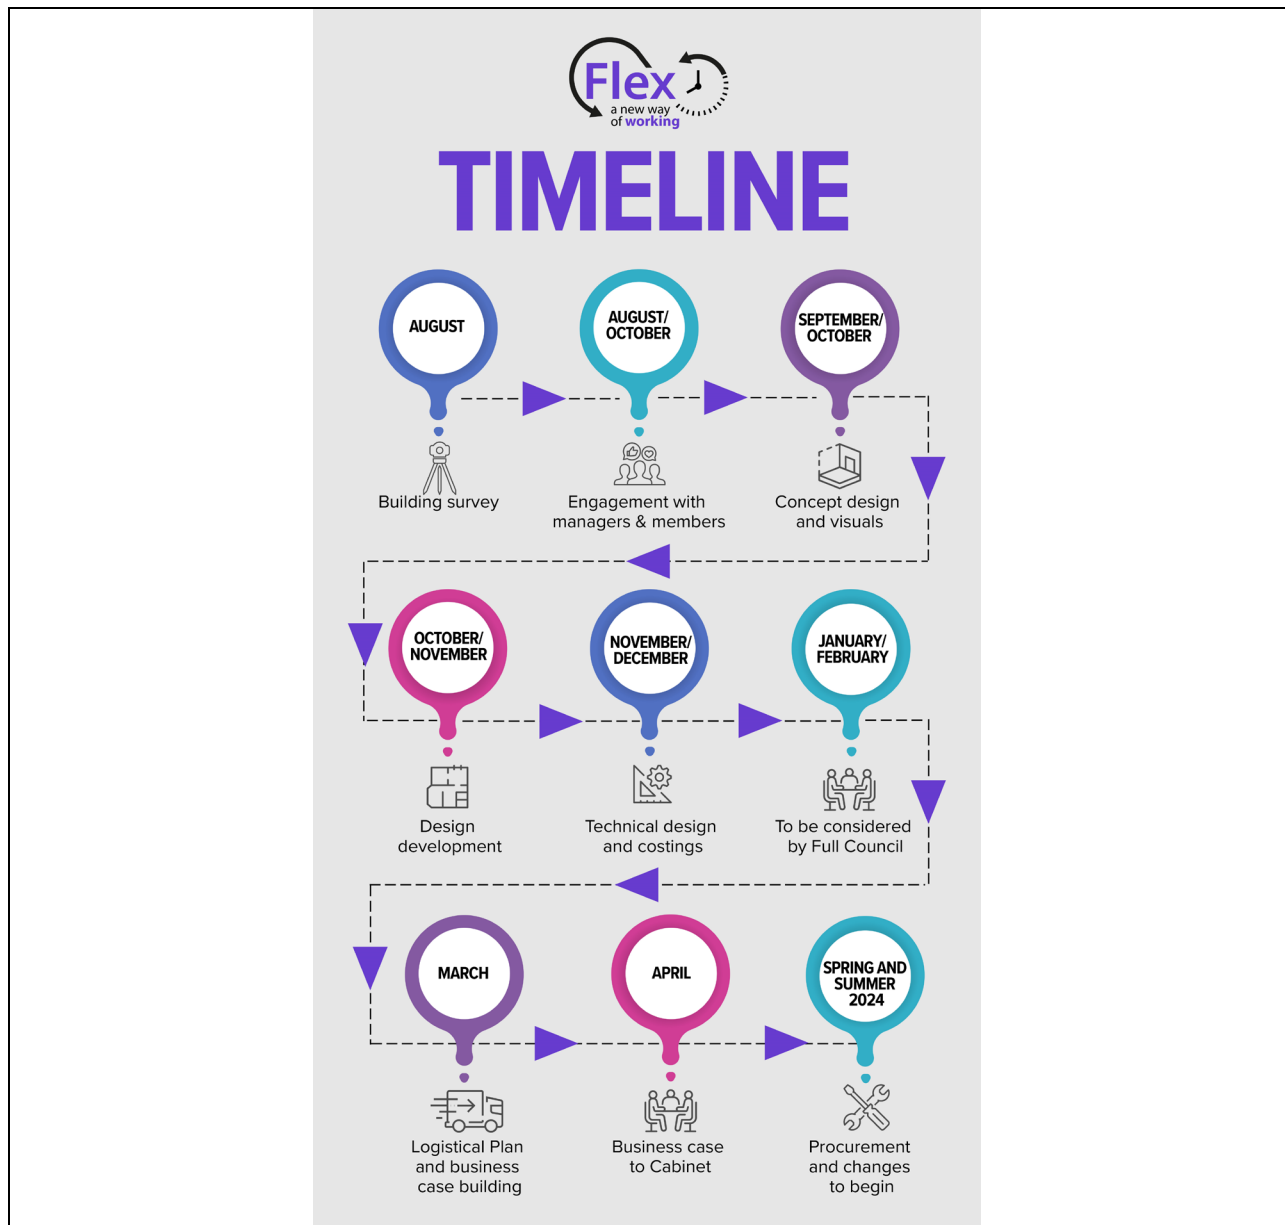 Flex
a new way
of working
TIMELINE
AUGUST
Building survey
AUGUST/
OCTOBER
Engagement with
managers & members
SEPTEMBER/
OCTOBER
Concept design
and visuals
OCTOBER/
NOVEMBER
Design
development
NOVEMBER/
DECEMBER
Technical design
and costings
JANUARY/
FEBRUARY
To be considered
by Full Council
MARCH
Logistical Plan
and business
case building
APRIL
Business case
to Cabinet
SPRING AND
SUMMER
2024
Procurement
and changes
to begin